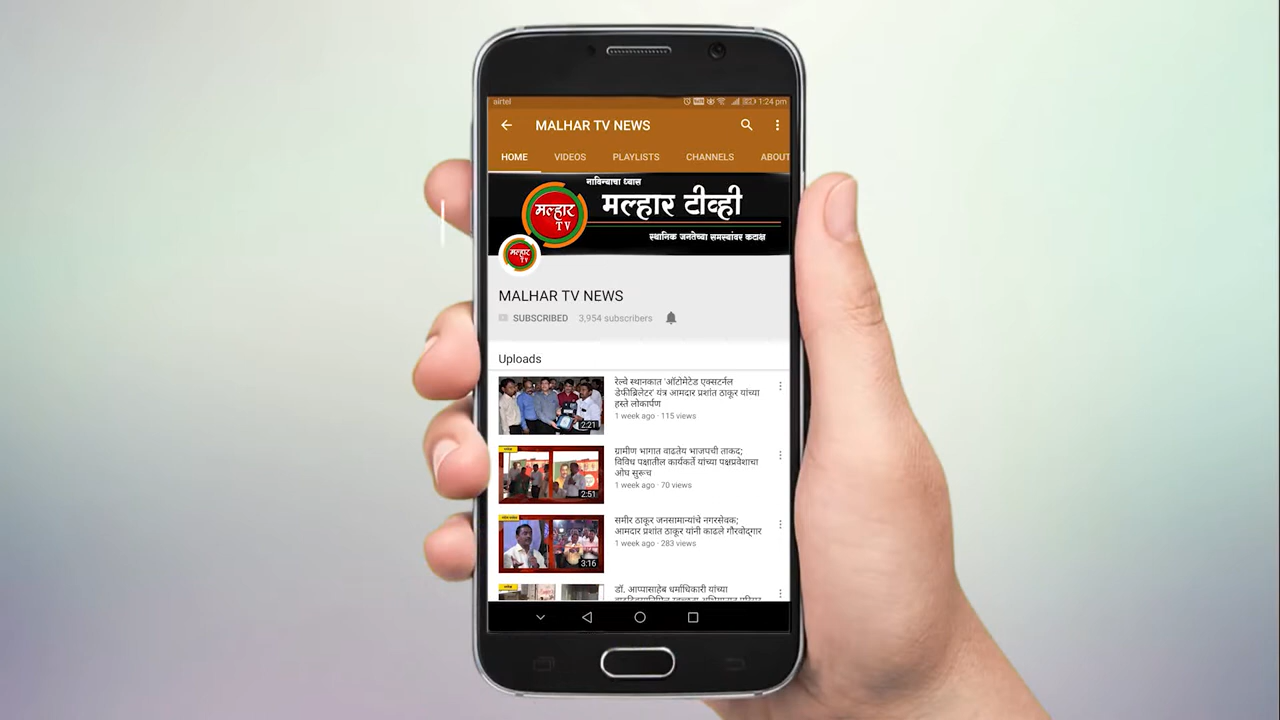 airtel
1:24 pm
MALHAR TV NEWS
HOME VIDEOS PLAYLISTS CHANNELS ABOUT
नाविन्याचा ध्यास
मल्हार टीव्ही
मल्हार
TV
स्थानिक जनतेच्या समस्यांवर कटाक्ष
मल्हार
TV
MALHAR TV NEWS
SUBSCRIBED 3,954 subscribers
Uploads
रेल्वे स्थानकात 'ऑटोमेटेड एक्सटर्नल
डेफीब्रिलेटर' यंत्र आमदार प्रशांत ठाकूर यांच्या
हस्ते लोकार्पण
1 week ago · 115 views
2:21
ग्रामीण भागात वाढतेय भाजपची ताकद;
विविध पक्षातील कार्यकर्ते यांच्या पक्षप्रवेशाचा
ओघ सुरूच
1 week ago · 70 views
2:51
समीर ठाकूर जनसामान्यांचे नगरसेवक;
आमदार प्रशांत ठाकूर यांनी काढले गौरवोद्गार
1 week ago · 283 views
3:16
डॉ. आप्पासाहेब धर्माधिकारी यांच्या